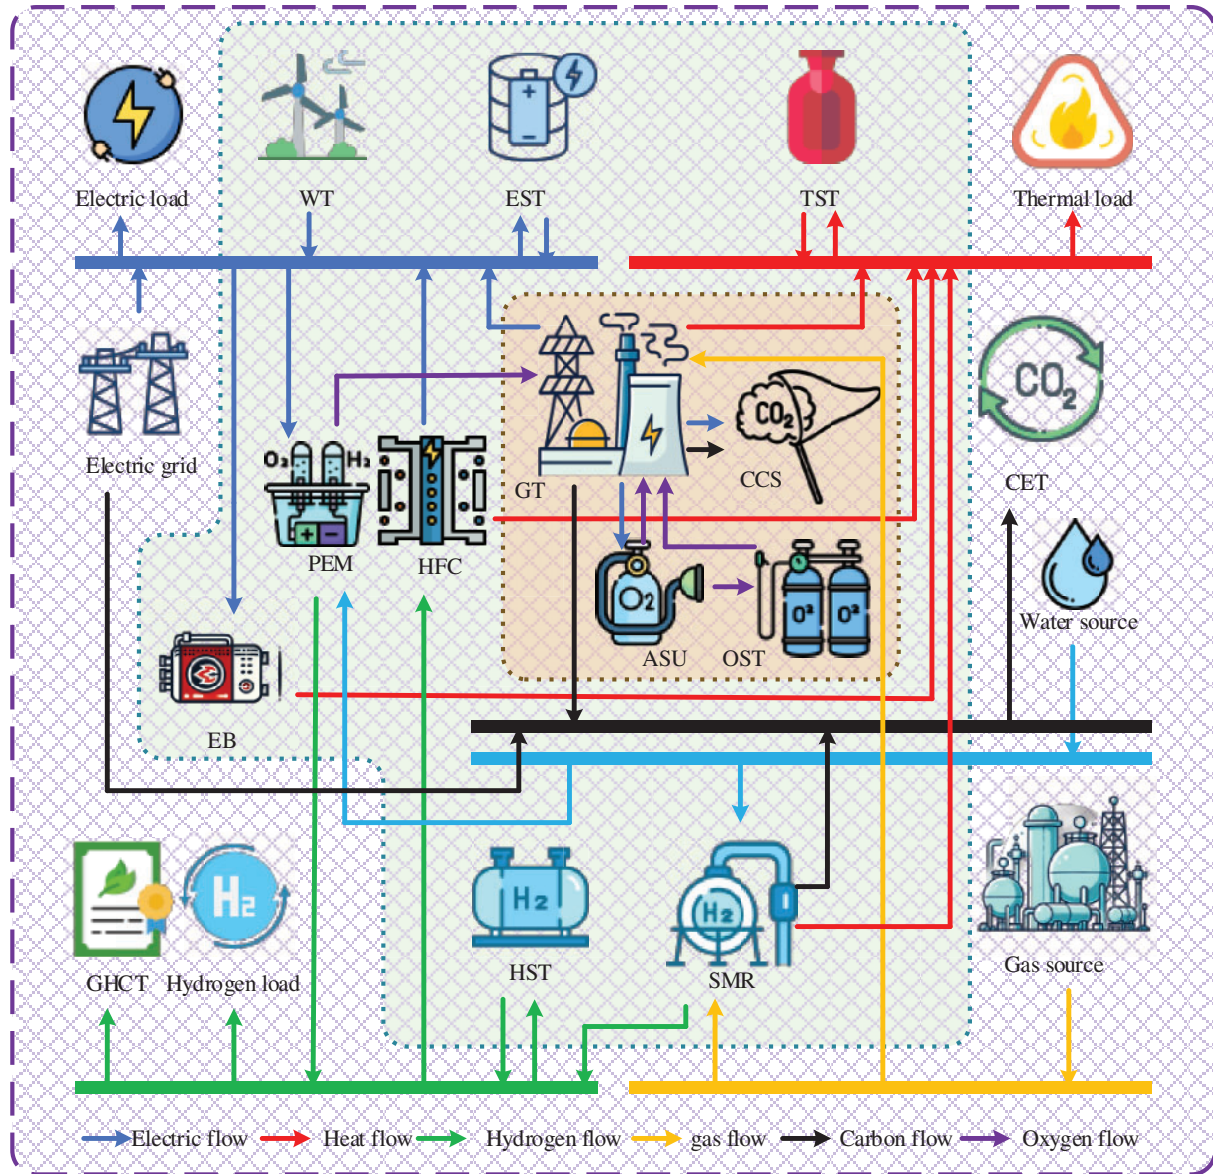 Electric load
WT
EST
TST
Thermal load
Electric grid
O₂
H₂
PEM
HFC
GT
CO₂
CCS
CO₂
CET
O₂
ASU
OST
O²
O²
Water source
EB
GHCT
H₂
Hydrogen load
H₂
HST
H₂
SMR
Gas source
Electric flow
Heat flow
Hydrogen flow
gas flow
Carbon flow
Oxygen flow